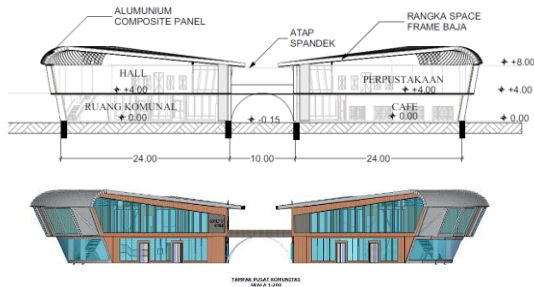 ALUMUNIUM
COMPOSITE PANEL
ATAP
SPANDEK
RANGKA SPACE
FRAME BAJA
HALL
PERPUSTAKAAN
+8.00
+4.00
+4.00
+4.00
RUANG KOMUNAL
CAFE
0.00
-0.15
0.00
0.00
24.00
10.00
24.00
TAMPAK PUSAT KOMUNITAS
SKALA 1:200